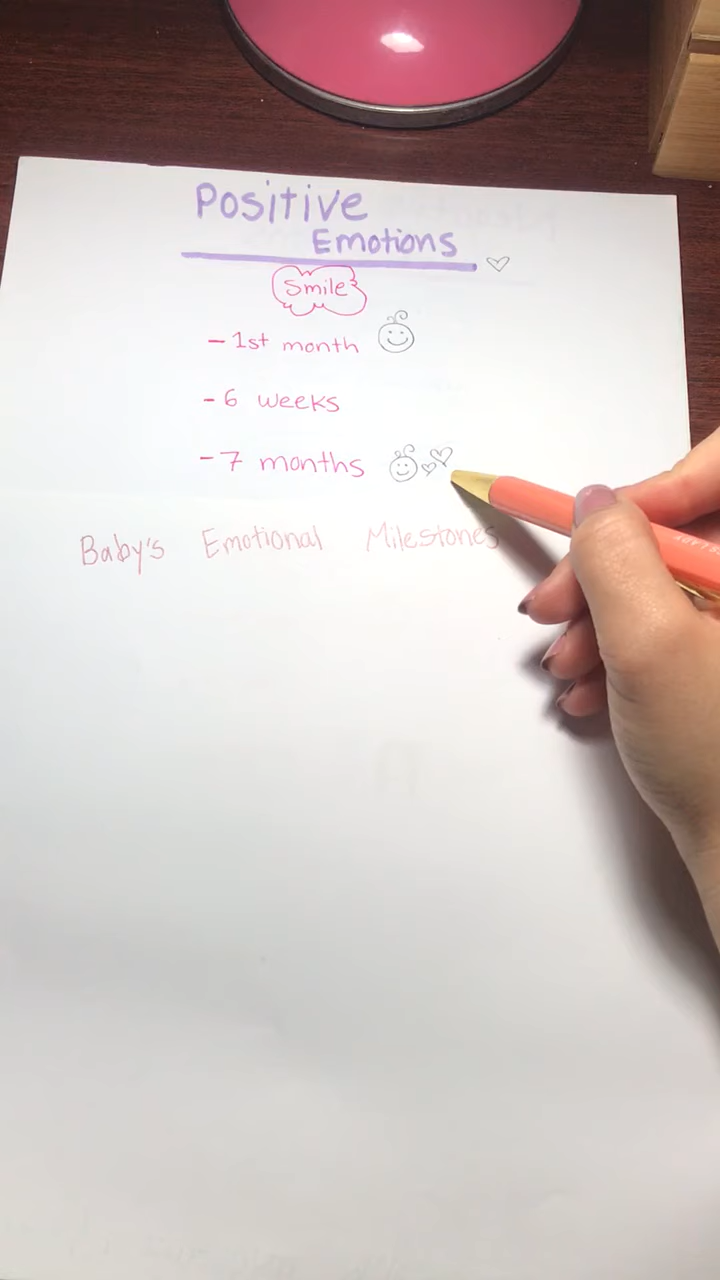 Positive
Emotions
Smile
- 1st month
- 6 weeks
- 7 months
Baby's Emotional Milestones